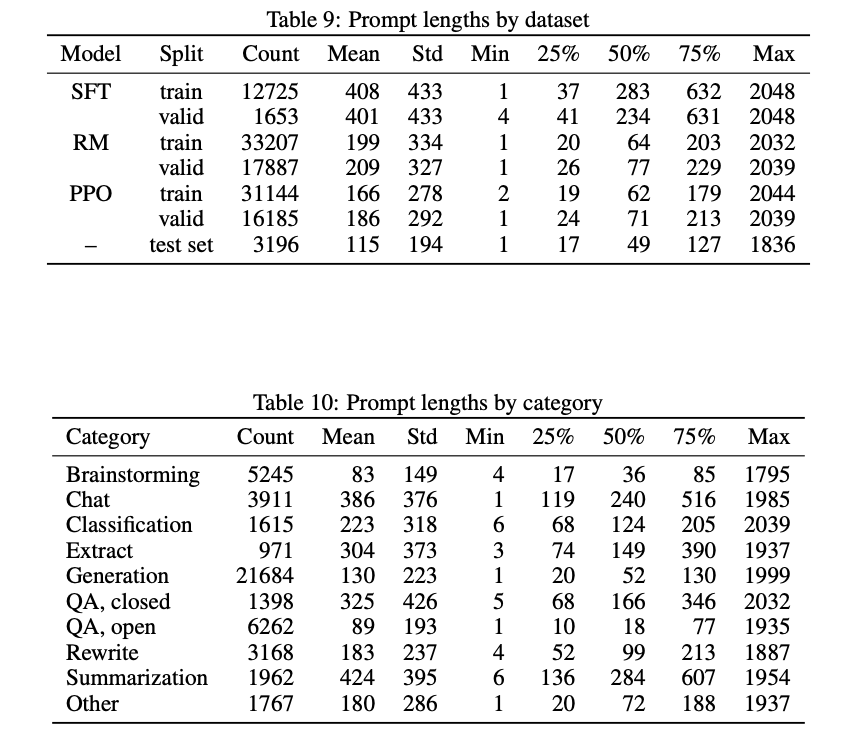 Table 9: Prompt lengths by dataset
Model Split Count Mean Std Min 25% 50% 75% Max
SFT train 12725 408 433 1 37 283 632 2048
valid 1653 401 433 4 41 234 631 2048
RM train 33207 199 334 1 20 64 203 2032
valid 17887 209 327 1 26 77 229 2039
PPO train 31144 166 278 2 19 62 179 2044
valid 16185 186 292 1 24 71 213 2039
– test set 3196 115 194 1 17 49 127 1836
Table 10: Prompt lengths by category
Category Count Mean Std Min 25% 50% 75% Max
Brainstorming 5245 83 149 4 17 36 85 1795
Chat 3911 386 376 1 119 240 516 1985
Classification 1615 223 318 6 68 124 205 2039
Extract 971 304 373 3 74 149 390 1937
Generation 21684 130 223 1 20 52 130 1999
QA, closed 1398 325 426 5 68 166 346 2032
QA, open 6262 89 193 1 10 18 77 1935
Rewrite 3168 183 237 4 52 99 213 1887
Summarization 1962 424 395 6 136 284 607 1954
Other 1767 180 286 1 20 72 188 1937